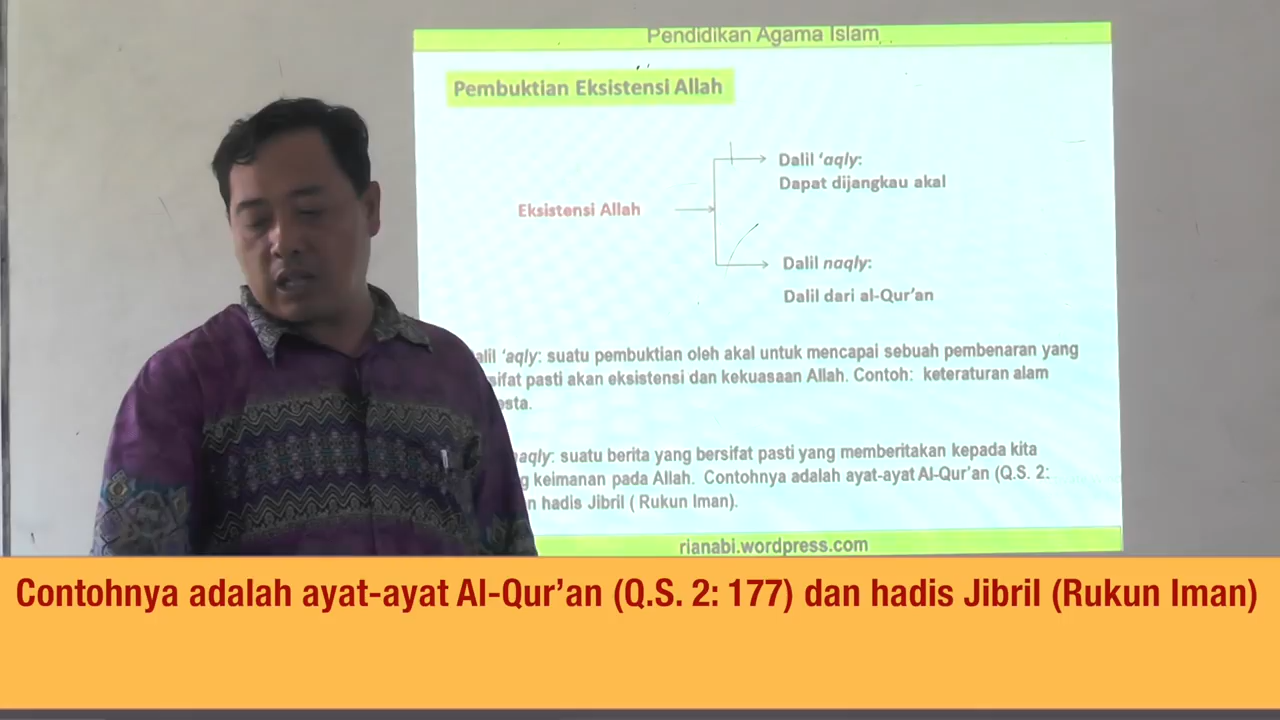 Pendidikan Agama Islam
Pembuktian Eksistensi Allah
Dalil ‘aqly:
Dapat dijangkau akal
Eksistensi Allah
Dalil naqly:
Dalil dari al-Qur’an
‘aqly: suatu pembuktian oleh akal untuk mencapai sebuah pembenaran yang
pasti akan eksistensi dan kekuasaan Allah. Contoh: keteraturan alam
suatu berita yang bersifat pasti yang memberitakan kepada kita
keimanan pada Allah. Contohnya adalah ayat-ayat Al-Qur’an (Q.S. 2:
hadis Jibril ( Rukun Iman).
rianabi.wordpress.com
Contohnya adalah ayat-ayat Al-Qur’an (Q.S. 2: 177) dan hadis Jibril (Rukun Iman)